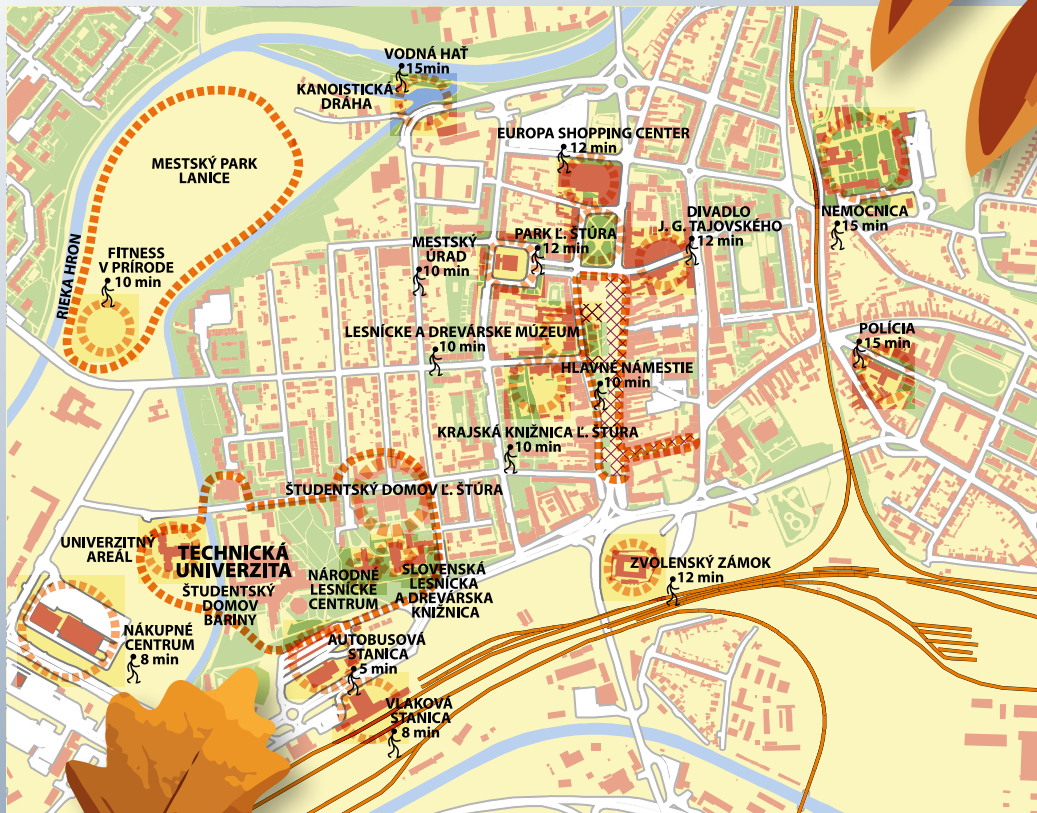 VODNÁ HAŤ
15min
KANOISTICKÁ
DRÁHA
EUROPA SHOPPING CENTER
12 min
MESTSKÝ PARK
LANICE
NEMOCNICA
15 min
DIVADLO
J. G. TAJOVSKÉHO
12 min
PARK Ľ. ŠTÚRA
12 min
MESTSKÝ
ÚRAD
10 min
FITNESS
V PRÍRODE
10 min
RIEKA HRON
LESNÍCKE A DREVÁRSKE MÚZEUM
10 min
POLÍCIA
15 min
HLAVNÉ NÁMESTIE
10 min
KRAJSKÁ KNIŽNICA Ľ. ŠTÚRA
10 min
ŠTUDENTSKÝ DOMOV Ľ. ŠTÚRA
UNIVERZITNÝ
AREÁL
TECHNICKÁ
UNIVERZITA
ŠTUDENTSKÝ
DOMOV
BARINY
NÁRODNÉ
LESNÍCKE
CENTRUM
SLOVENSKÁ
LESNÍCKA
A DREVÁRSKA
KNIŽNICA
ZVOLENSKÝ ZÁMOK
12 min
NÁKUPNÉ
CENTRUM
8 min
AUTOBUSOVÁ
STANICA
5 min
VLAKOVÁ
STANICA
8 min